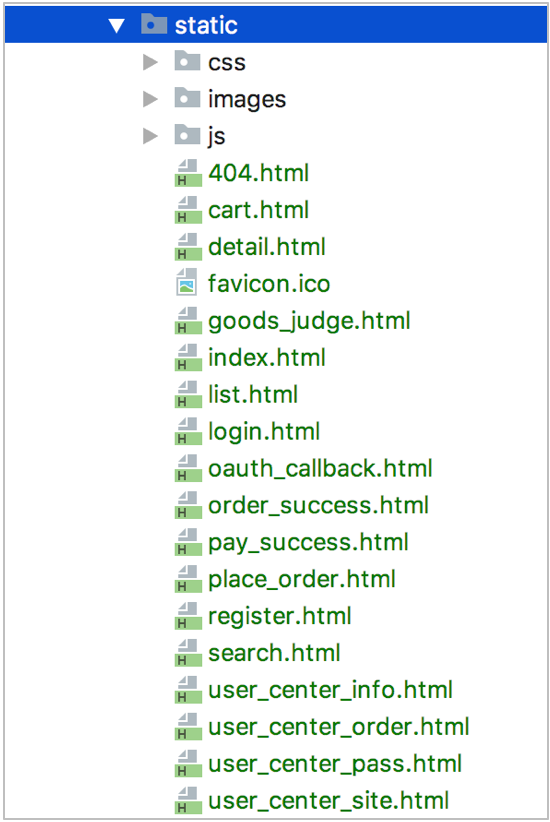 static
css
images
js
404.html
cart.html
detail.html
favicon.ico
goods_judge.html
index.html
list.html
login.html
oauth_callback.html
order_success.html
pay_success.html
place_order.html
register.html
search.html
user_center_info.html
user_center_order.html
user_center_pass.html
user_center_site.html